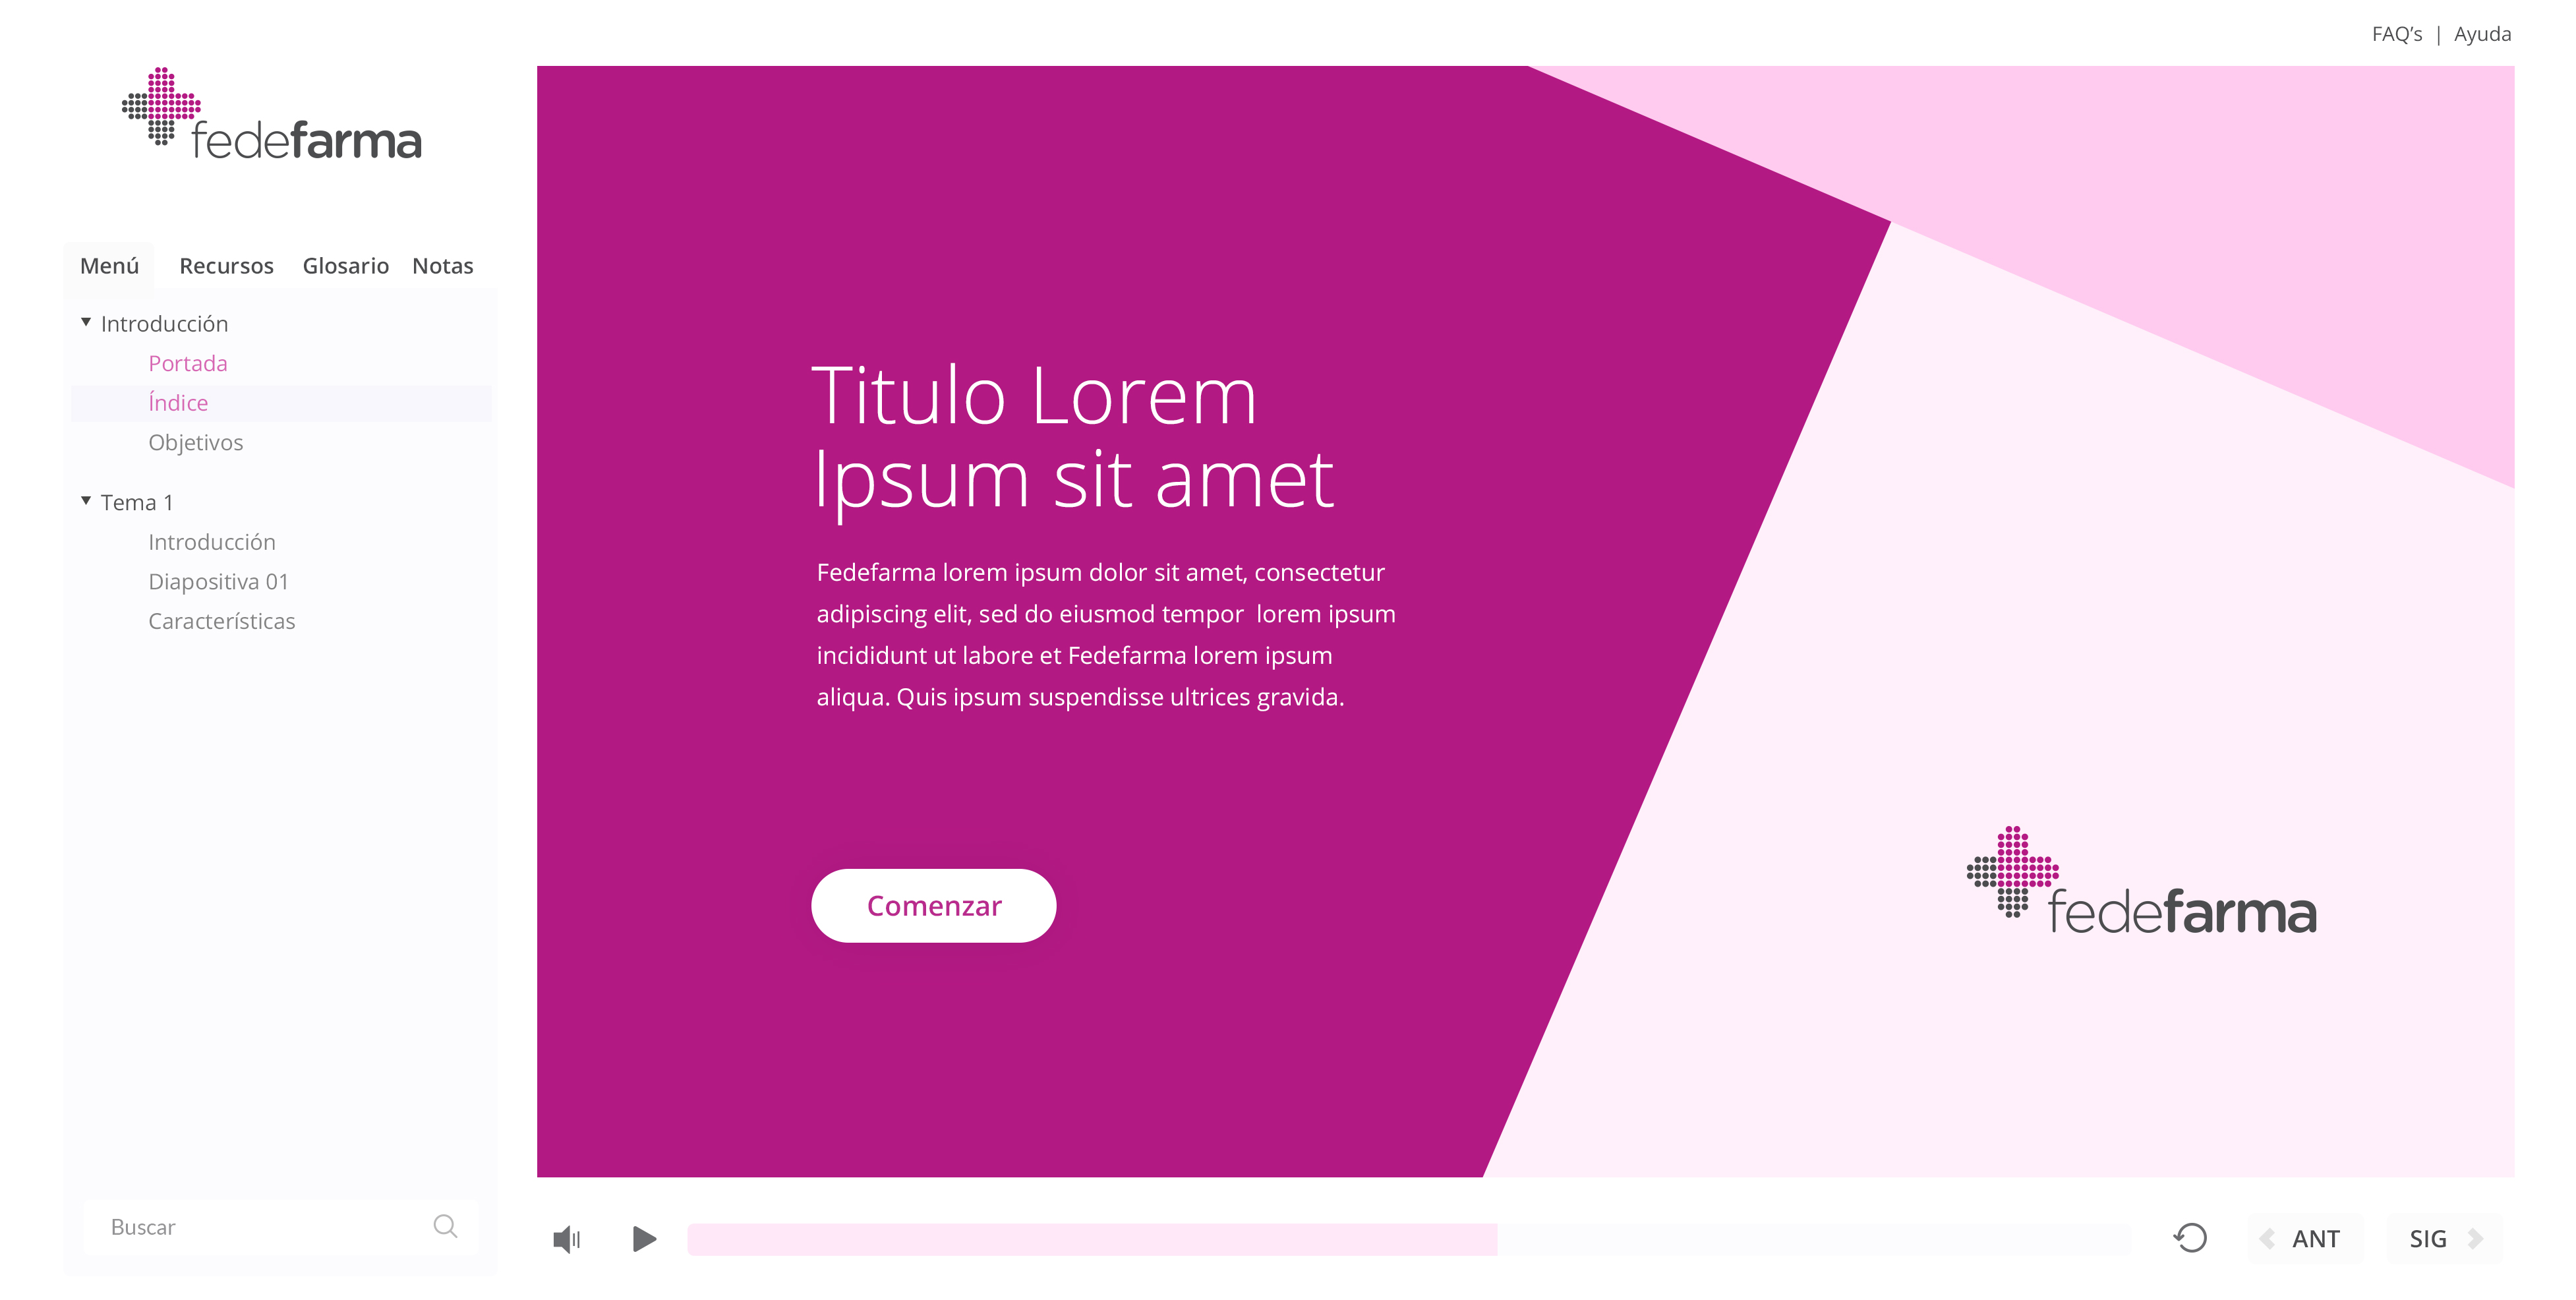 FAQ’s | Ayuda
fedefarma
Menú Recursos Glosario Notas
Introducción
Portada
Índice
Objetivos
Tema 1
Introducción
Diapositiva 01
Características
Buscar
Titulo Lorem
Ipsum sit amet
Fedefarma lorem ipsum dolor sit amet, consectetur
adipiscing elit, sed do eiusmod tempor lorem ipsum
incididunt ut labore et Fedefarma lorem ipsum
aliqua. Quis ipsum suspendisse ultrices gravida.
Comenzar
fedefarma
ANT SIG